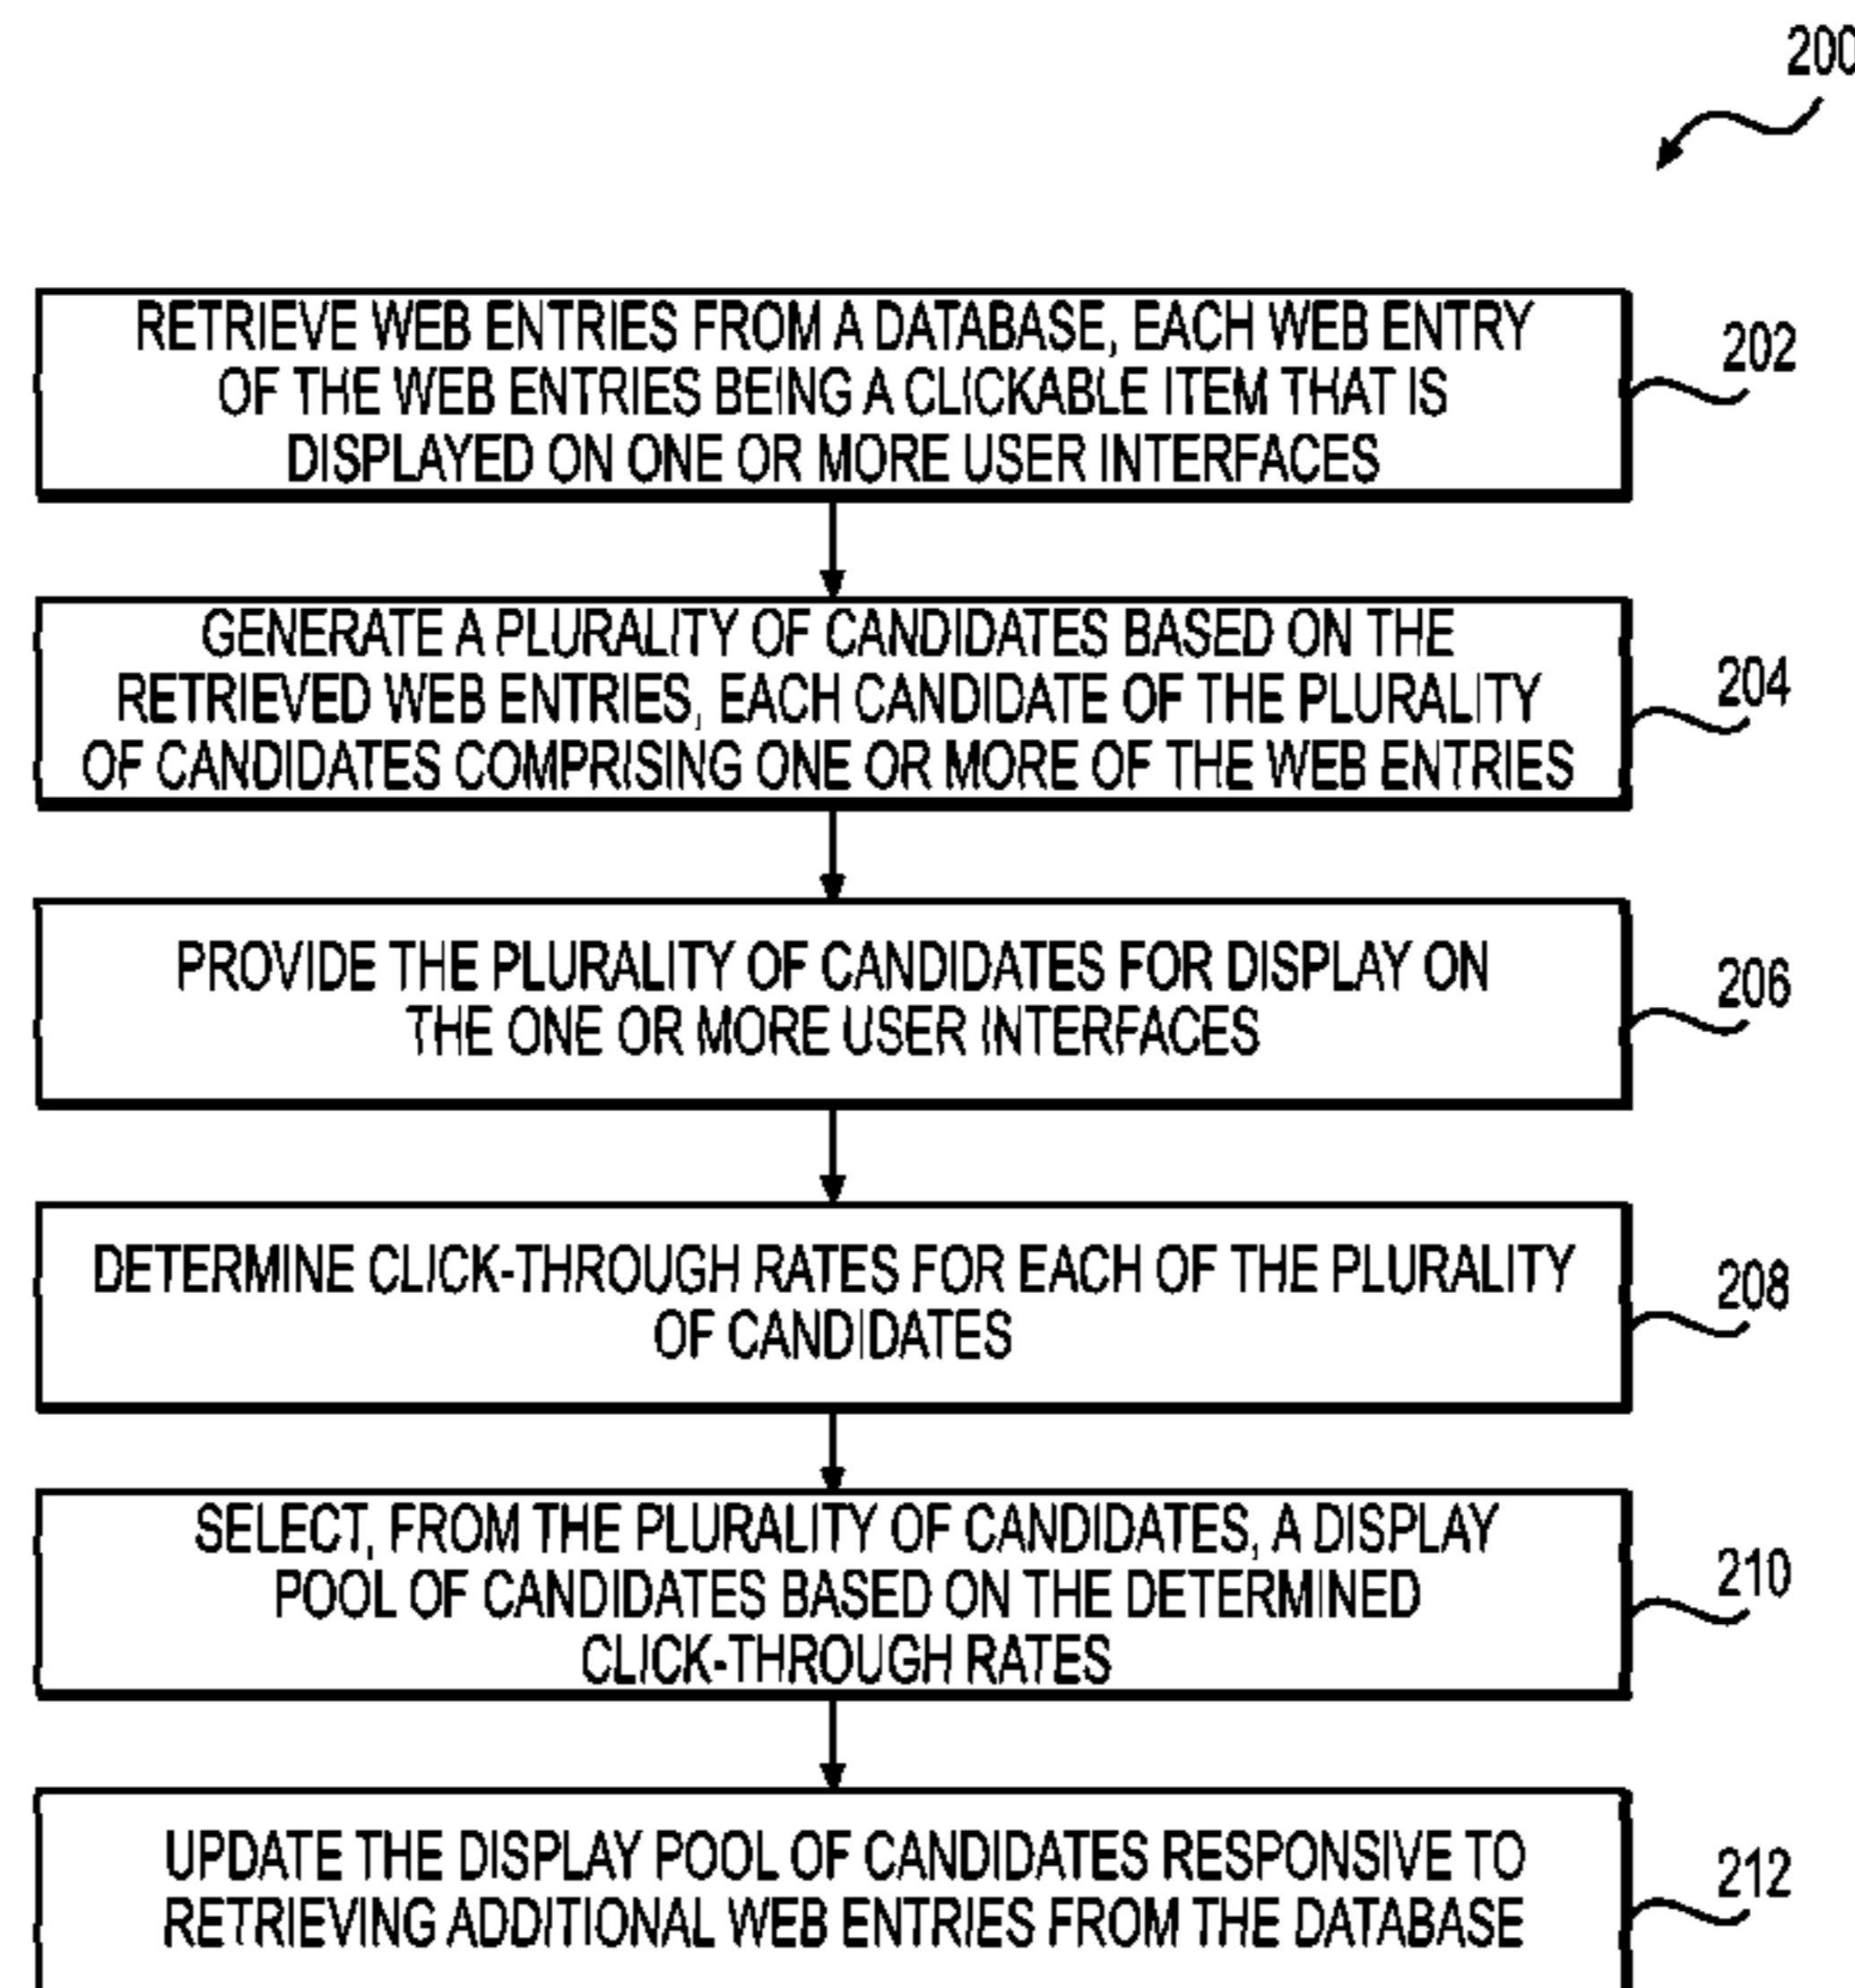 200
RETRIEVE WEB ENTRIES FROM A DATABASE, EACH WEB ENTRY
OF THE WEB ENTRIES BEING A CLICKABLE ITEM THAT IS
DISPLAYED ON ONE OR MORE USER INTERFACES
202
GENERATE A PLURALITY OF CANDIDATES BASED ON THE
RETRIEVED WEB ENTRIES, EACH CANDIDATE OF THE PLURALITY
OF CANDIDATES COMPRISING ONE OR MORE OF THE WEB ENTRIES
204
PROVIDE THE PLURALITY OF CANDIDATES FOR DISPLAY ON
THE ONE OR MORE USER INTERFACES
206
DETERMINE CLICK-THROUGH RATES FOR EACH OF THE PLURALITY
OF CANDIDATES
208
SELECT, FROM THE PLURALITY OF CANDIDATES, A DISPLAY
POOL OF CANDIDATES BASED ON THE DETERMINED
CLICK-THROUGH RATES
210
UPDATE THE DISPLAY POOL OF CANDIDATES RESPONSIVE TO
RETRIEVING ADDITIONAL WEB ENTRIES FROM THE DATABASE
212